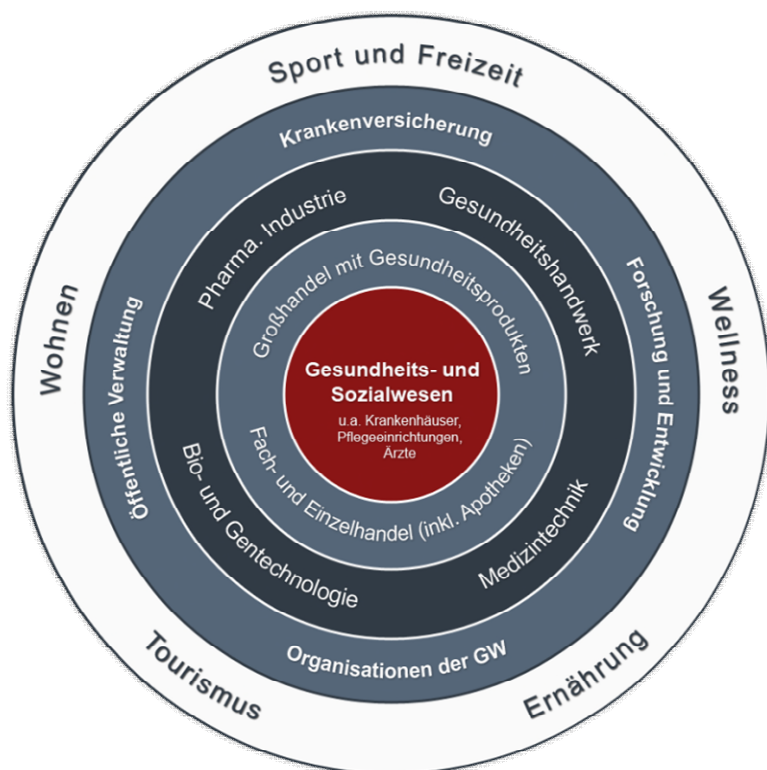 Sport und Freizeit
Krankenversicherung
Pharma. Industrie
Gesundheitshandwerk
Großhandel mit Gesundheitsprodukten
Wohnen
Öffentliche Verwaltung
Forschung und Entwicklung
Wellness
Gesundheits- und
Sozialwesen
u.a. Krankenhäuser,
Pflegeeinrichtungen,
Ärzte
Fach- und Einzelhandel (inkl. Apotheken)
Bio- und Gentechnologie
Medizintechnik
Organisationen der GW
Tourismus
Ernährung